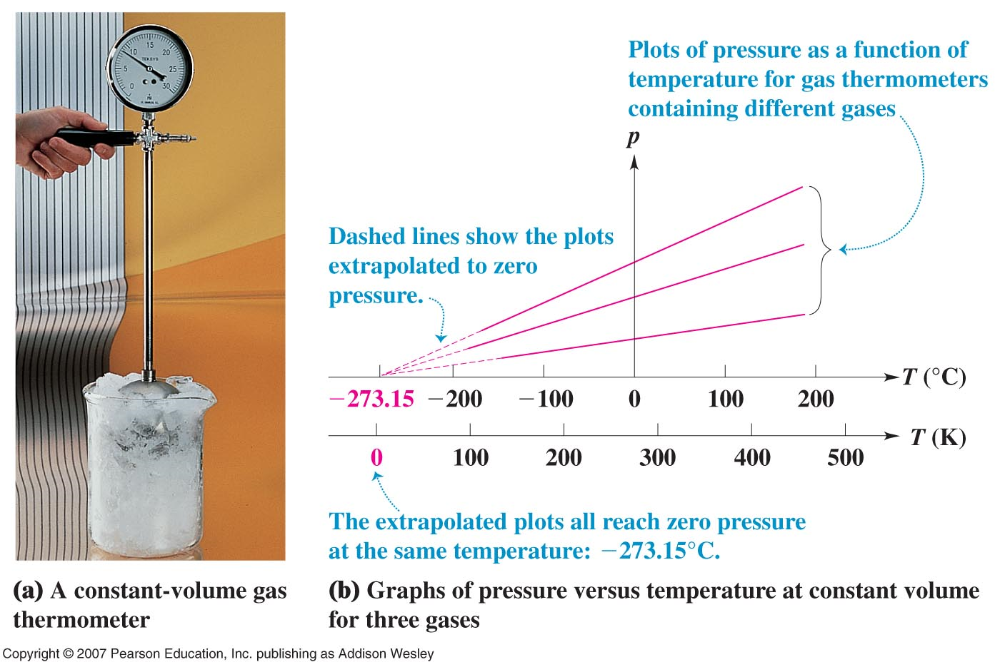 15
10 20
TEKSYS
5 25
0 30
PSI
Plots of pressure as a function of
temperature for gas thermometers
containing different gases
p
Dashed lines show the plots
extrapolated to zero
pressure.
T (°C)
−273.15 −200 −100 0 100 200
T (K)
0 100 200 300 400 500
The extrapolated plots all reach zero pressure
at the same temperature: −273.15°C.
(a) A constant-volume gas
thermometer
(b) Graphs of pressure versus temperature at constant volume
for three gases
Copyright © 2007 Pearson Education, Inc. publishing as Addison Wesley